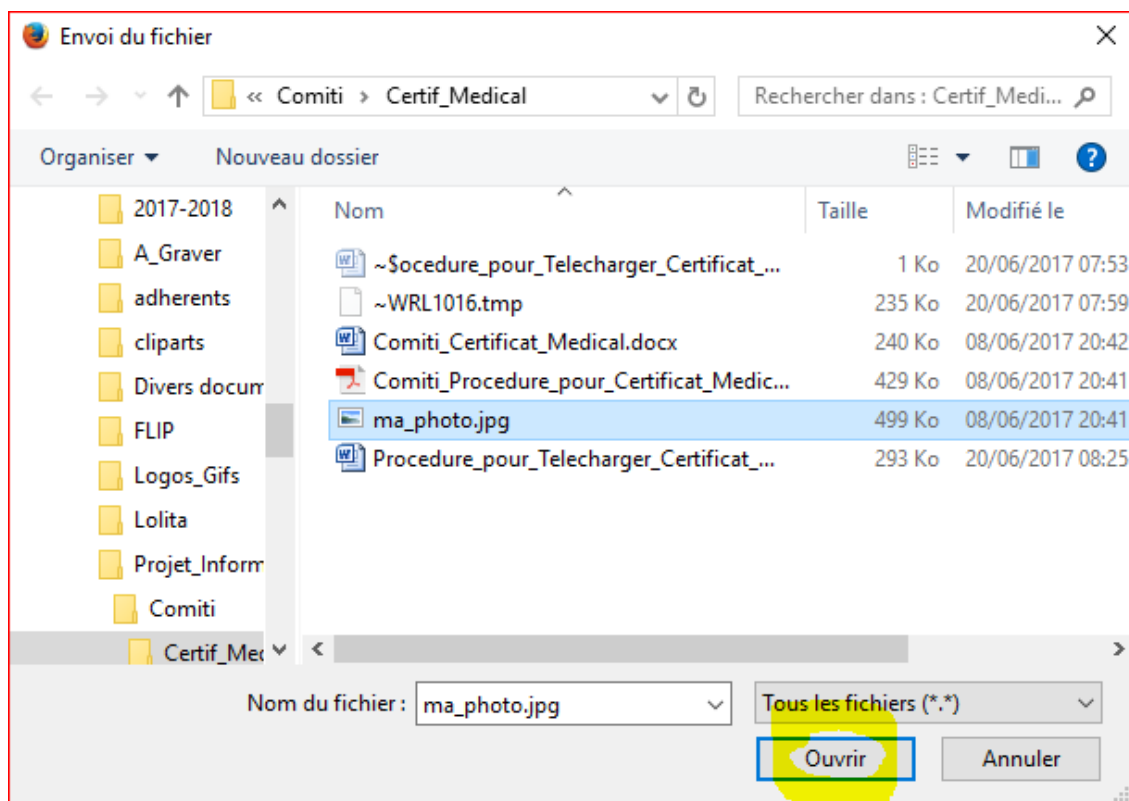 Envoi du fichier
« Comiti › Certif_Medical
Rechercher dans : Certif_Medi...
Organiser
Nouveau dossier
2017-2018
A_Graver
adherents
cliparts
Divers docum
FLIP
Logos_Gifs
Lolita
Projet_Inform
Comiti
Certif_Med
Nom Taille Modifié le
~$ocedure_pour_Telecharger_Certificat_... 1 Ko 20/06/2017 07:53
~WRL1016.tmp 235 Ko 20/06/2017 07:59
Comiti_Certificat_Medical.docx 240 Ko 08/06/2017 20:42
Comiti_Procedure_pour_Certificat_Medic... 429 Ko 08/06/2017 20:41
ma_photo.jpg 499 Ko 08/06/2017 20:41
Procedure_pour_Telecharger_Certificat_... 293 Ko 20/06/2017 08:25
Nom du fichier : ma_photo.jpg
Tous les fichiers (*.*)
Ouvrir
Annuler